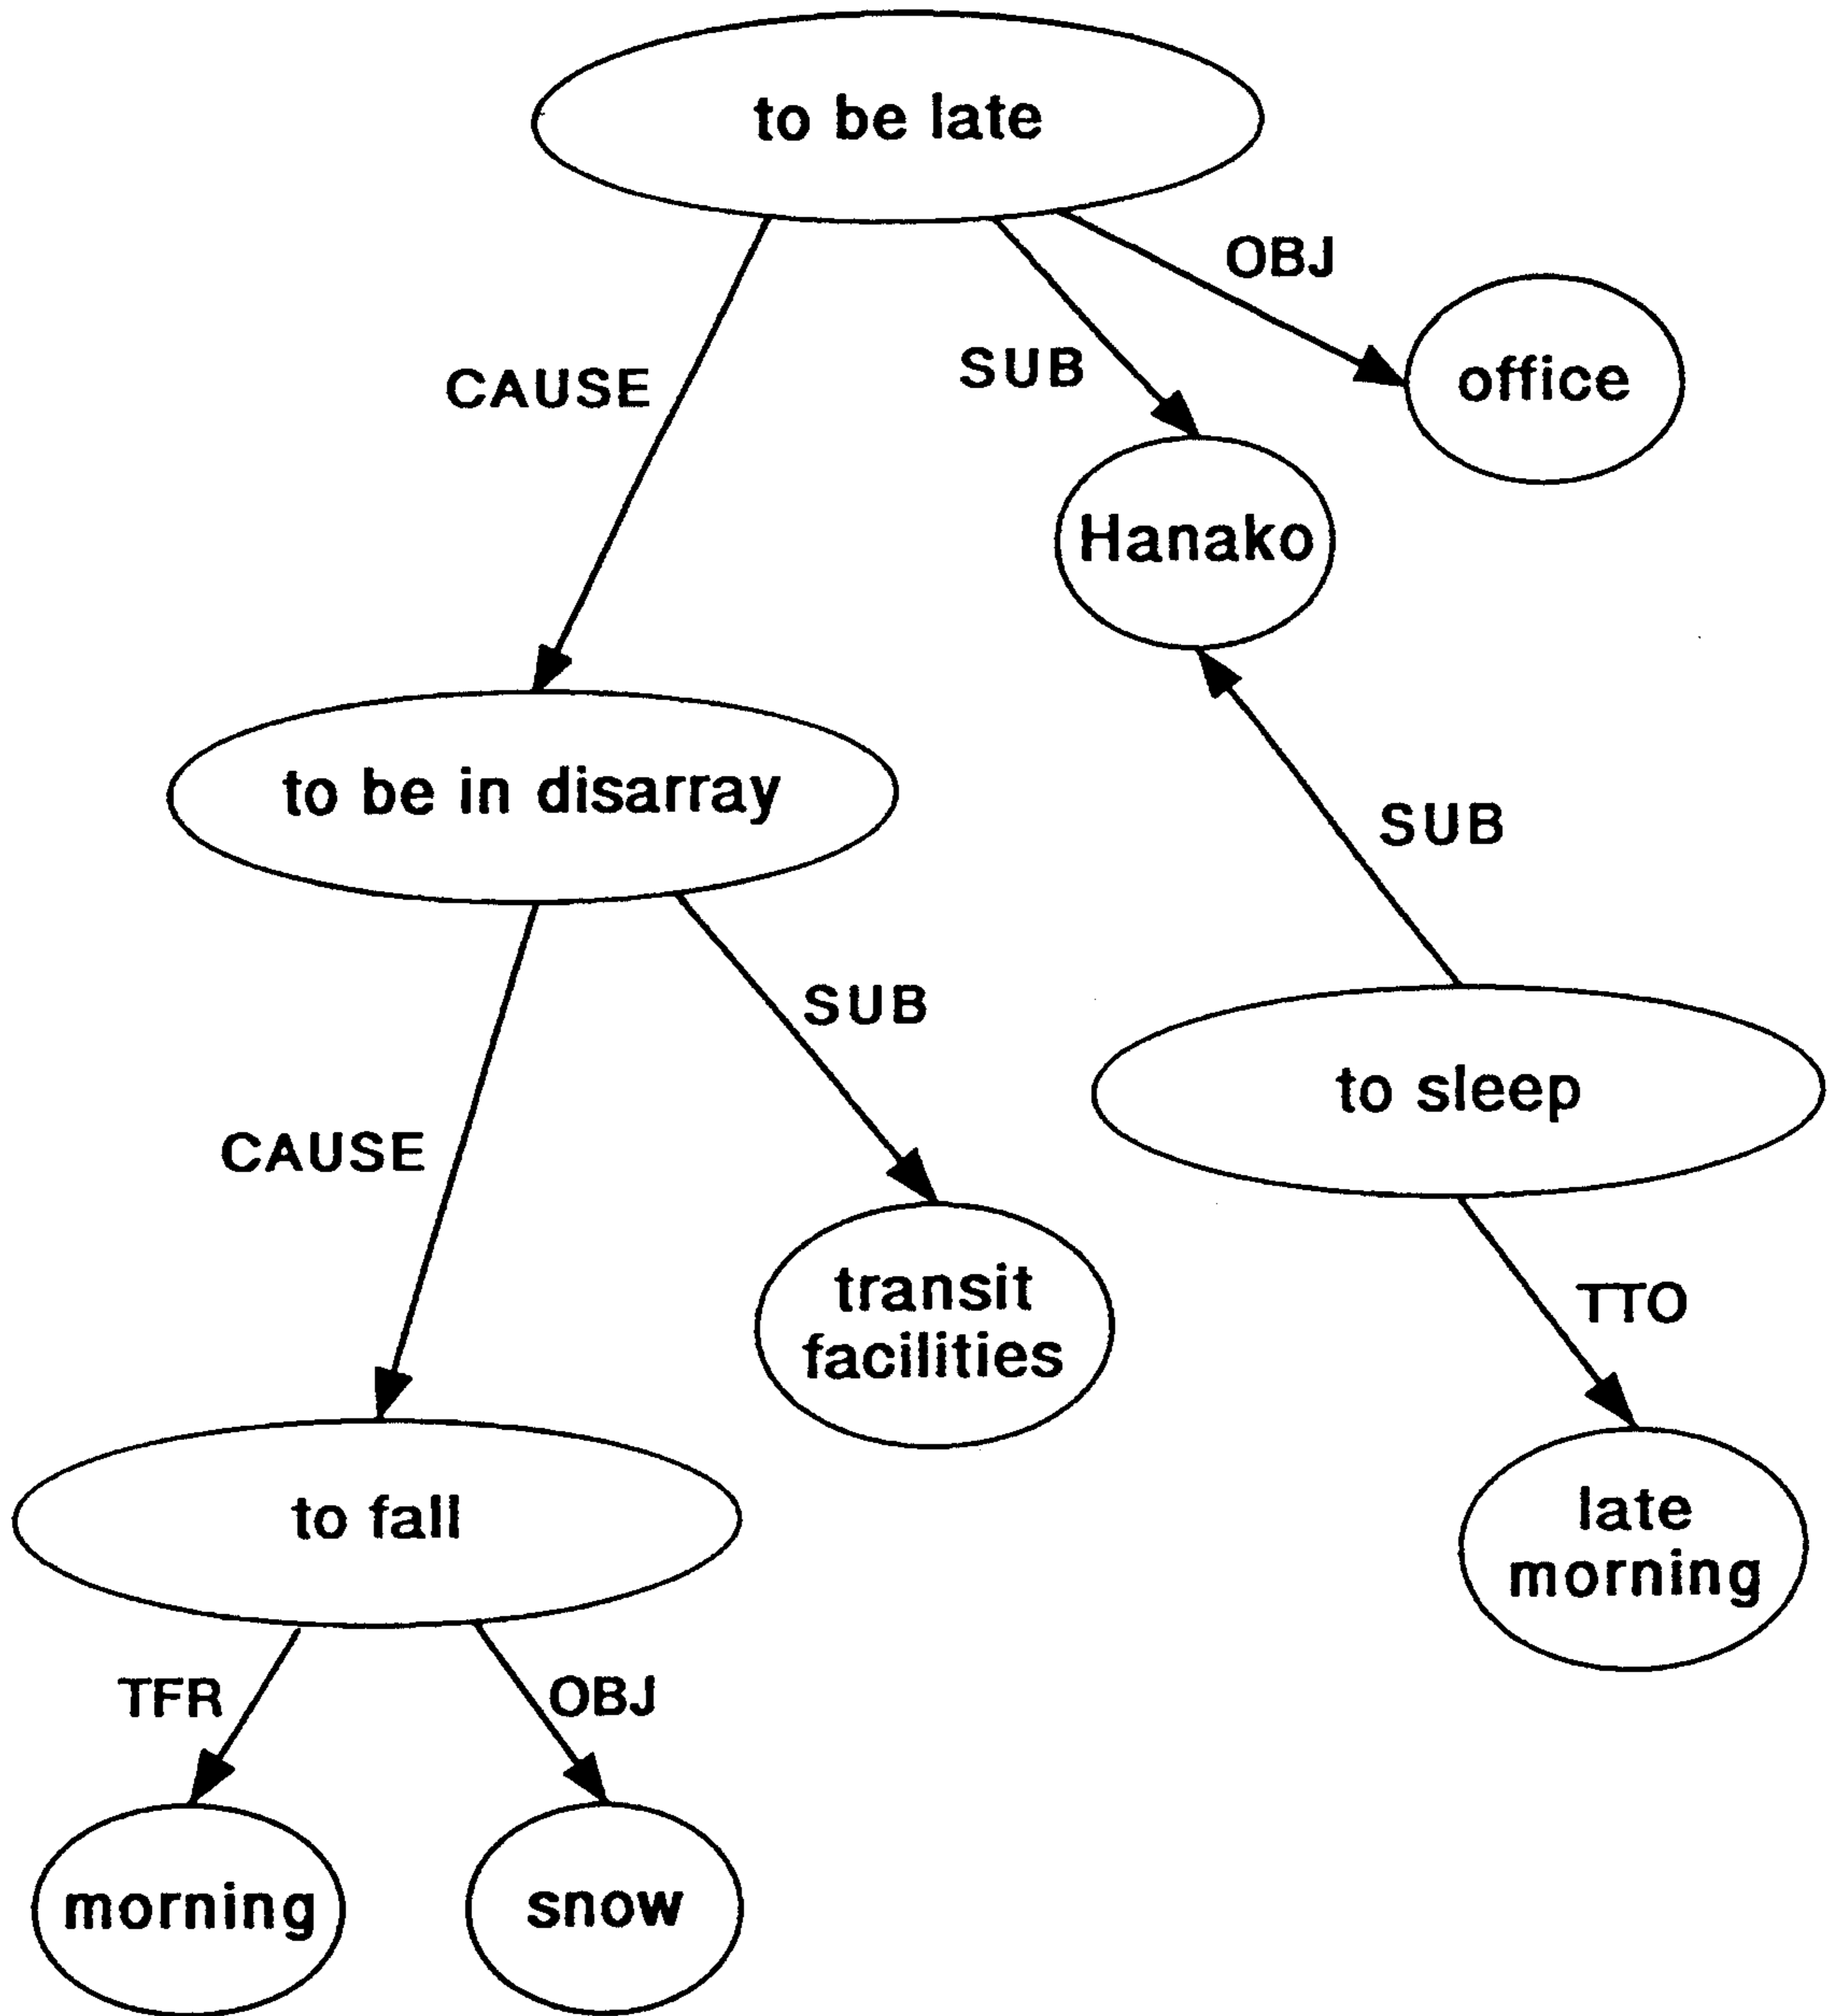 to be late
OBJ
SUB
office
CAUSE
Hanako
to be in disarray
SUB
SUB
to sleep
CAUSE
transit
facilities
TTO
to fall
late
morning
TFR
OBJ
morning
snow